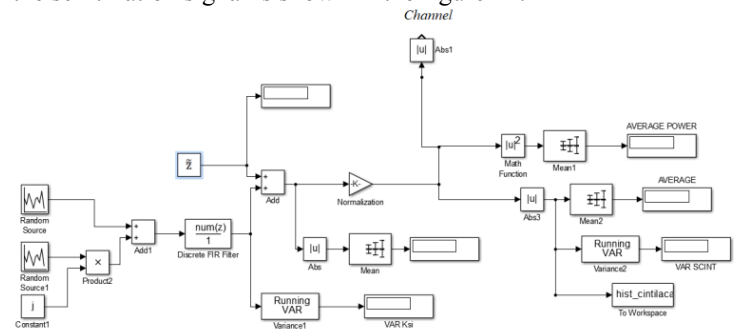 Channel
|u|
Abs1
z̃
AVERAGE POWER
|u|²
Math
Function
Mean1
AVERAGE
Add
-K-
Normalization
|u|
Abs3
Mean2
Random
Source
Add1
num(z)
1
Discrete FIR Filter
|u|
Abs
Mean
Running
VAR
Variance2
VAR SCINT
Random
Source1
×
Product2
j
Constant1
Running
VAR
Variance1
VAR Ksi
hist_cintilaca
To Workspace